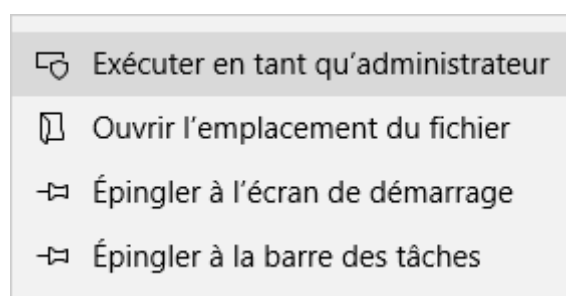 Exécuter en tant qu’administrateur
Ouvrir l’emplacement du fichier
Épingler à l’écran de démarrage
Épingler à la barre des tâches